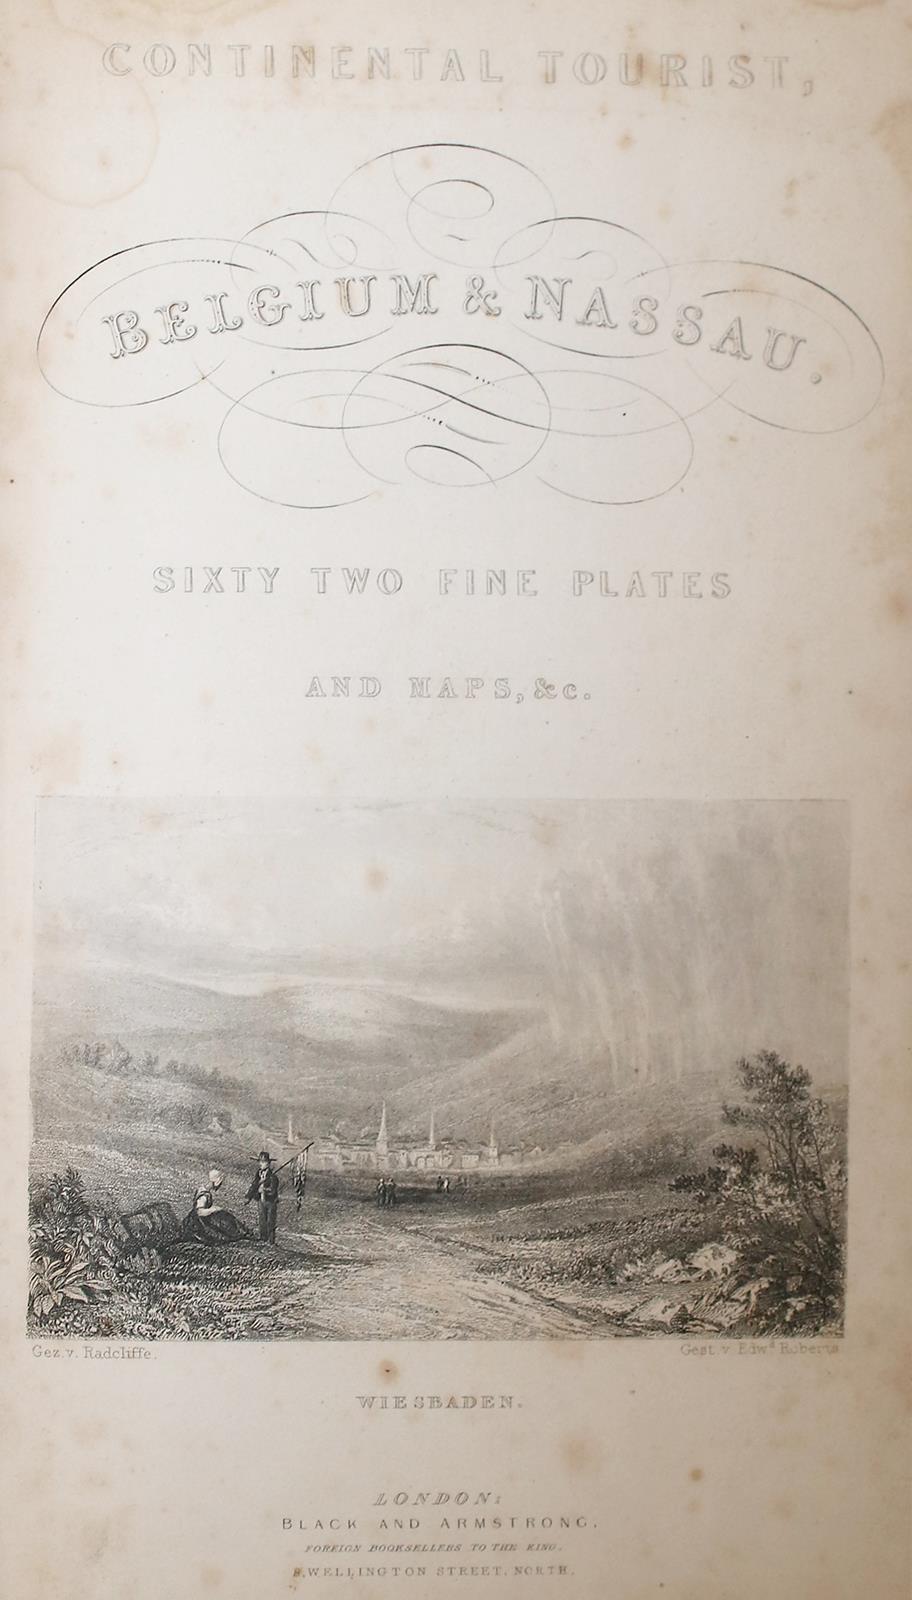 CONTINENTAL TOURIST,
BELGIUM & NASSAU.
SIXTY TWO FINE PLATES
AND MAPS, &c.
Gez. v. Radcliffe.
Gest. v Edwd Roberts
WIESBADEN.
LONDON:
BLACK AND ARMSTRONG,
FOREIGN BOOKSELLERS TO THE KING.
8, WELLINGTON STREET, NORTH.